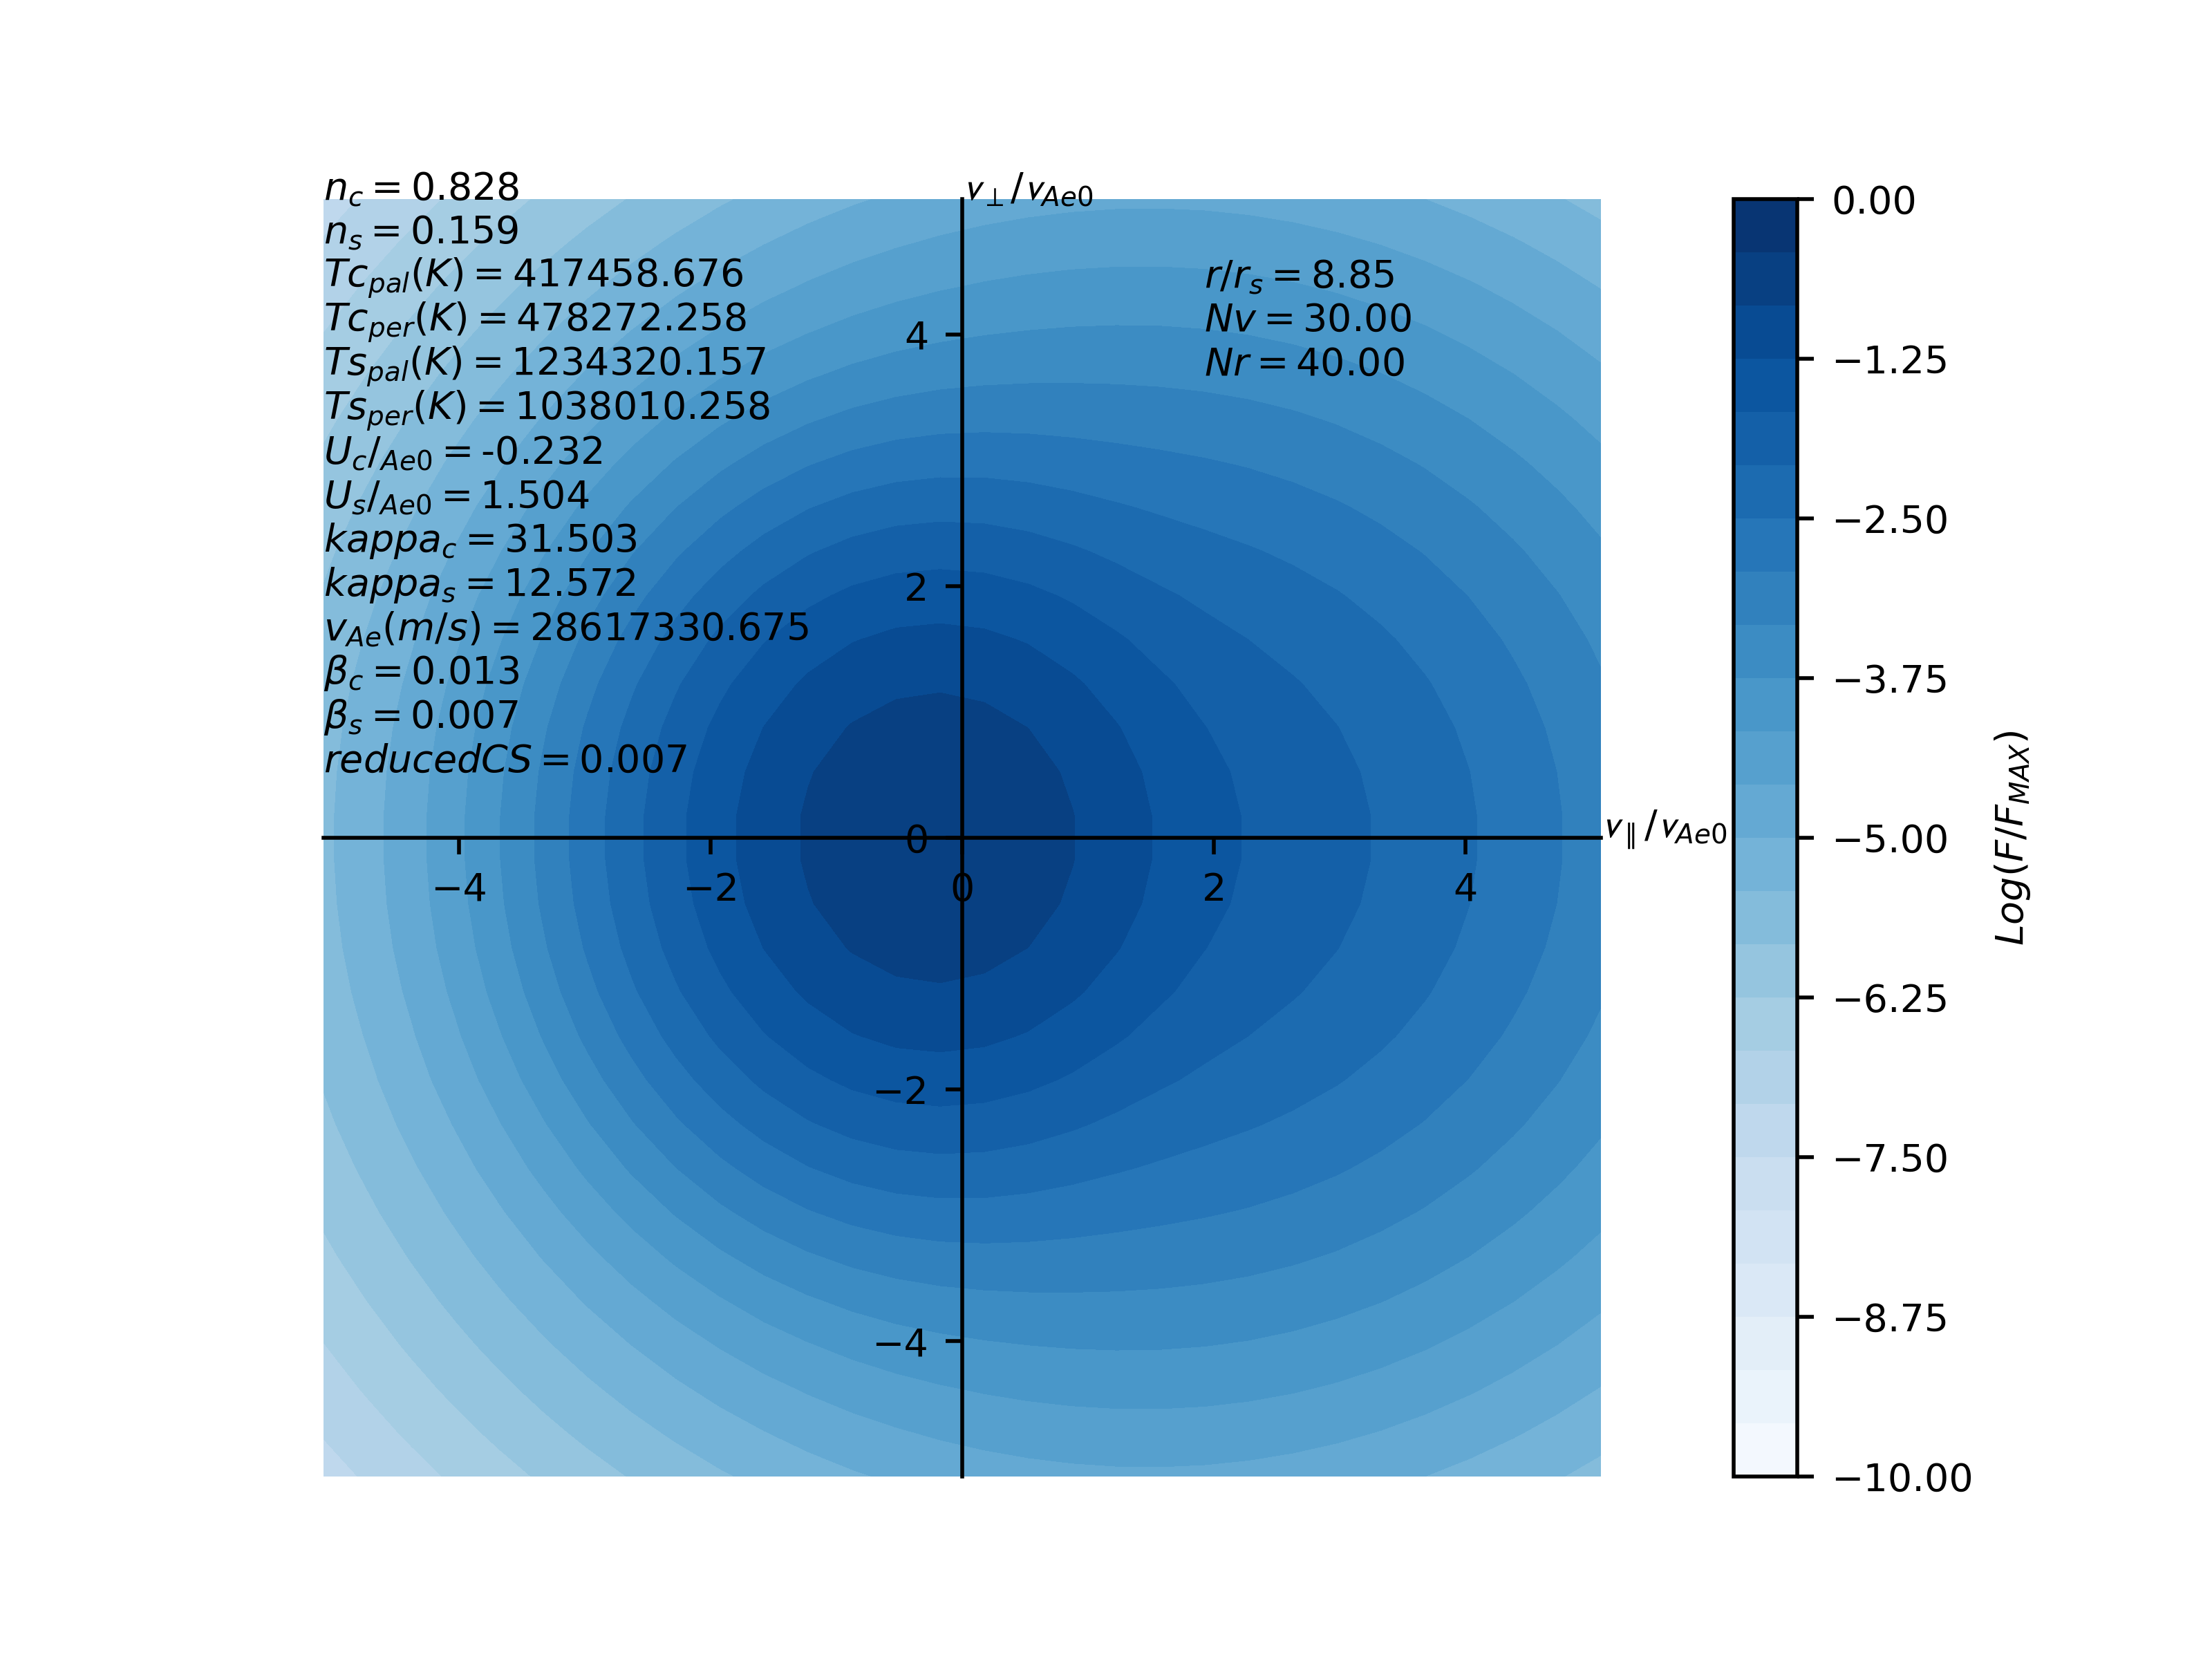 n_c = 0.828
n_s = 0.159
Tc_pal(K) = 417458.676
Tc_per(K) = 478272.258
Ts_pal(K) = 1234320.157
Ts_per(K) = 1038010.258
U_c/_Ae0 = -0.232
U_s/_Ae0 = 1.504
kappa_c = 31.503
kappa_s = 12.572
v_Ae(m/s) = 28617330.675
β_c = 0.013
β_s = 0.007
reducedCS = 0.007
v_⊥/v_Ae0
r/r_s = 8.85
Nv = 30.00
Nr = 40.00
4
2
0
−2
−4
−4
−2
0
2
4
v_∥/v_Ae0
0.00
−1.25
−2.50
−3.75
−5.00
−6.25
−7.50
−8.75
−10.00
Log(F/F_MAX)